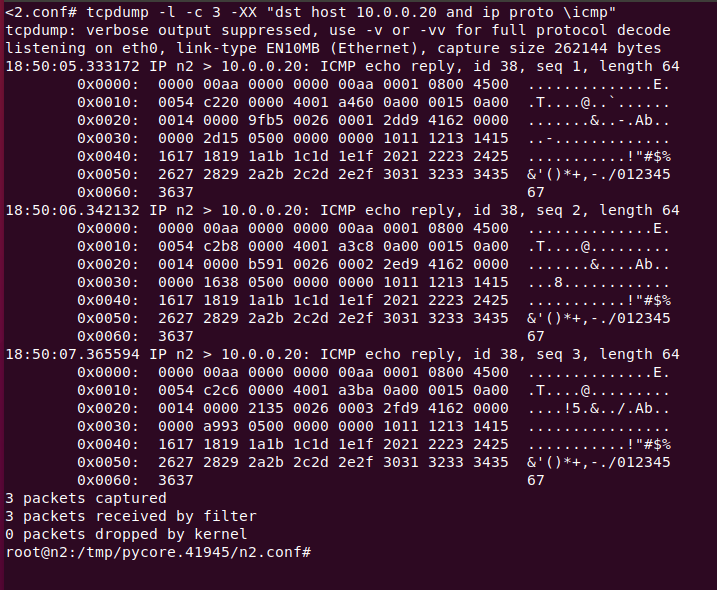 <2.conf# tcpdump -l -c 3 -XX "dst host 10.0.0.20 and ip proto \icmp"
tcpdump: verbose output suppressed, use -v or -vv for full protocol decode
listening on eth0, link-type EN10MB (Ethernet), capture size 262144 bytes
18:50:05.333172 IP n2 > 10.0.0.20: ICMP echo reply, id 38, seq 1, length 64
        0x0000:  0000 00aa 0000 0000 00aa 0001 0800 4500  ..............E.
        0x0010:  0054 c220 0000 4001 a460 0a00 0015 0a00  .T....@..`......
        0x0020:  0014 0000 9fb5 0026 0001 2dd9 4162 0000  .......&..-.Ab..
        0x0030:  0000 2d15 0500 0000 0000 1011 1213 1415  ..-.............
        0x0040:  1617 1819 1a1b 1c1d 1e1f 2021 2223 2425  ...........!"#$%
        0x0050:  2627 2829 2a2b 2c2d 2e2f 3031 3233 3435  &'()*+,-./012345
        0x0060:  3637                                     67
18:50:06.342132 IP n2 > 10.0.0.20: ICMP echo reply, id 38, seq 2, length 64
        0x0000:  0000 00aa 0000 0000 00aa 0001 0800 4500  ..............E.
        0x0010:  0054 c2b8 0000 4001 a3c8 0a00 0015 0a00  .T....@.........
        0x0020:  0014 0000 b591 0026 0002 2ed9 4162 0000  .......&....Ab..
        0x0030:  0000 1638 0500 0000 0000 1011 1213 1415  ...8............
        0x0040:  1617 1819 1a1b 1c1d 1e1f 2021 2223 2425  ...........!"#$%
        0x0050:  2627 2829 2a2b 2c2d 2e2f 3031 3233 3435  &'()*+,-./012345
        0x0060:  3637                                     67
18:50:07.365594 IP n2 > 10.0.0.20: ICMP echo reply, id 38, seq 3, length 64
        0x0000:  0000 00aa 0000 0000 00aa 0001 0800 4500  ..............E.
        0x0010:  0054 c2c6 0000 4001 a3ba 0a00 0015 0a00  .T....@.........
        0x0020:  0014 0000 2135 0026 0003 2fd9 4162 0000  ....!5.&../.Ab..
        0x0030:  0000 a993 0500 0000 0000 1011 1213 1415  ................
        0x0040:  1617 1819 1a1b 1c1d 1e1f 2021 2223 2425  ...........!"#$%
        0x0050:  2627 2829 2a2b 2c2d 2e2f 3031 3233 3435  &'()*+,-./012345
        0x0060:  3637                                     67
3 packets captured
3 packets received by filter
0 packets dropped by kernel
root@n2:/tmp/pycore.41945/n2.conf#